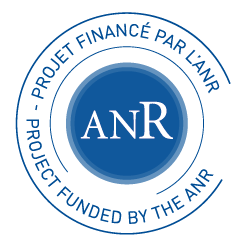 - PROJET FINANCÉ PAR L'ANR
ANR
- PROJECT FUNDED BY THE ANR